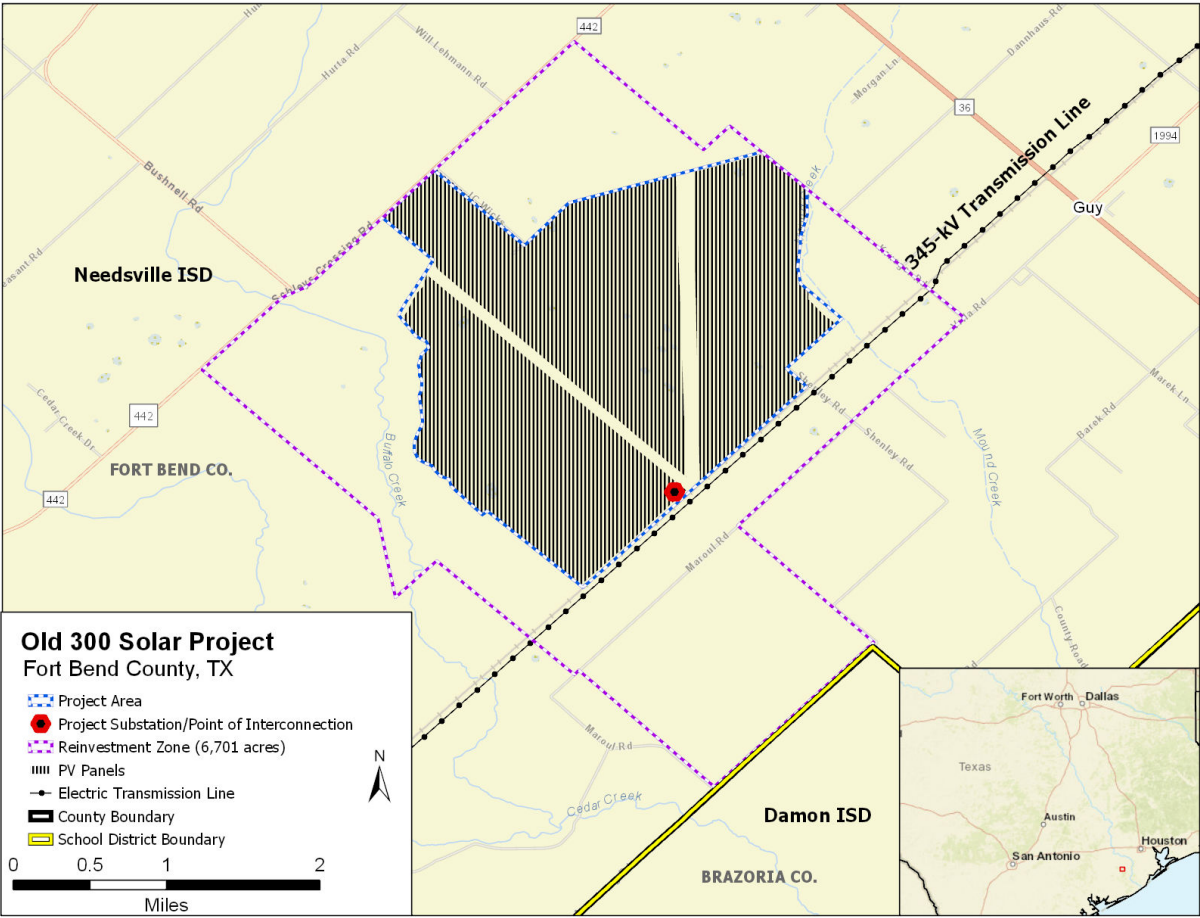 442
Will Lehmann Rd
Hurta Rd
Dannhaus Rd
Morgan Ln
36
1994
345-kV Transmission Line
Guy
Bushnell Rd
Creek
Needsville ISD
442
Cedar Creek Dr
FORT BEND CO.
442
Buffalo Creek
Shenley Rd
Shenley Rd
Marek Ln
Barek Rd
Mound Creek
Maroul Rd
County Road
Maroul Rd
Cedar Creek
Damon ISD
BRAZORIA CO.
Old 300 Solar Project
Fort Bend County, TX
Project Area
Project Substation/Point of Interconnection
Reinvestment Zone (6,701 acres)
PV Panels
Electric Transmission Line
County Boundary
School District Boundary
0 0.5 1 2
Miles
N
Fort Worth
Dallas
Texas
Austin
Houston
San Antonio